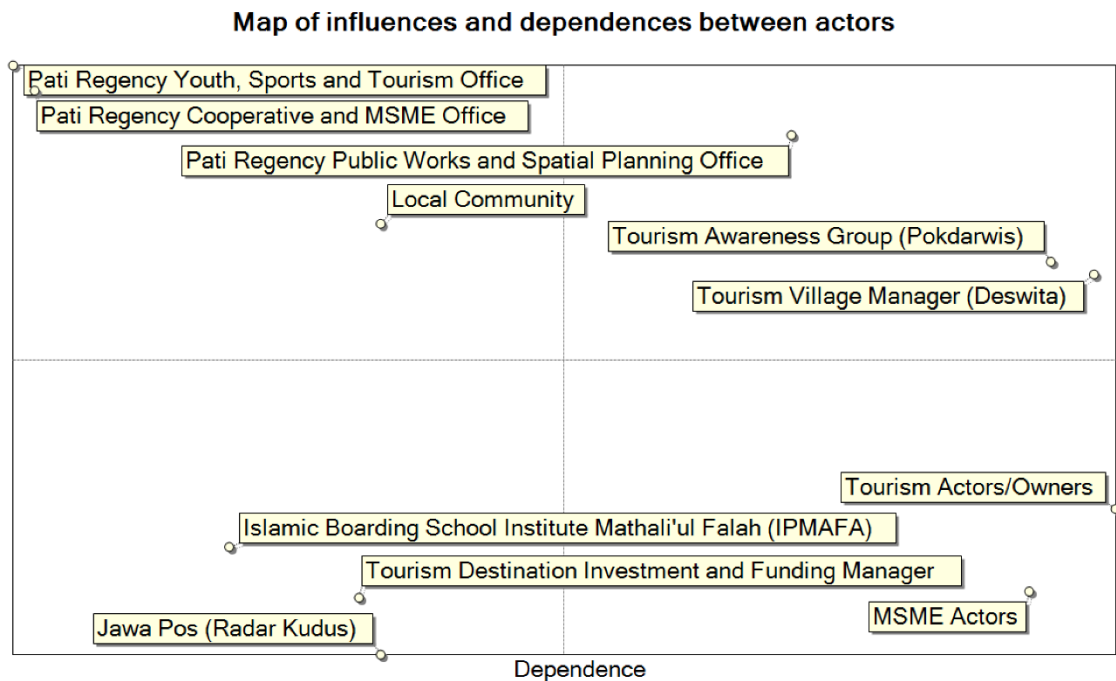 Map of influences and dependences between actors
Pati Regency Youth, Sports and Tourism Office
Pati Regency Cooperative and MSME Office
Pati Regency Public Works and Spatial Planning Office
Local Community
Tourism Awareness Group (Pokdarwis)
Tourism Village Manager (Deswita)
Tourism Actors/Owners
Islamic Boarding School Institute Mathali'ul Falah (IPMAFA)
Tourism Destination Investment and Funding Manager
MSME Actors
Jawa Pos (Radar Kudus)
Dependence